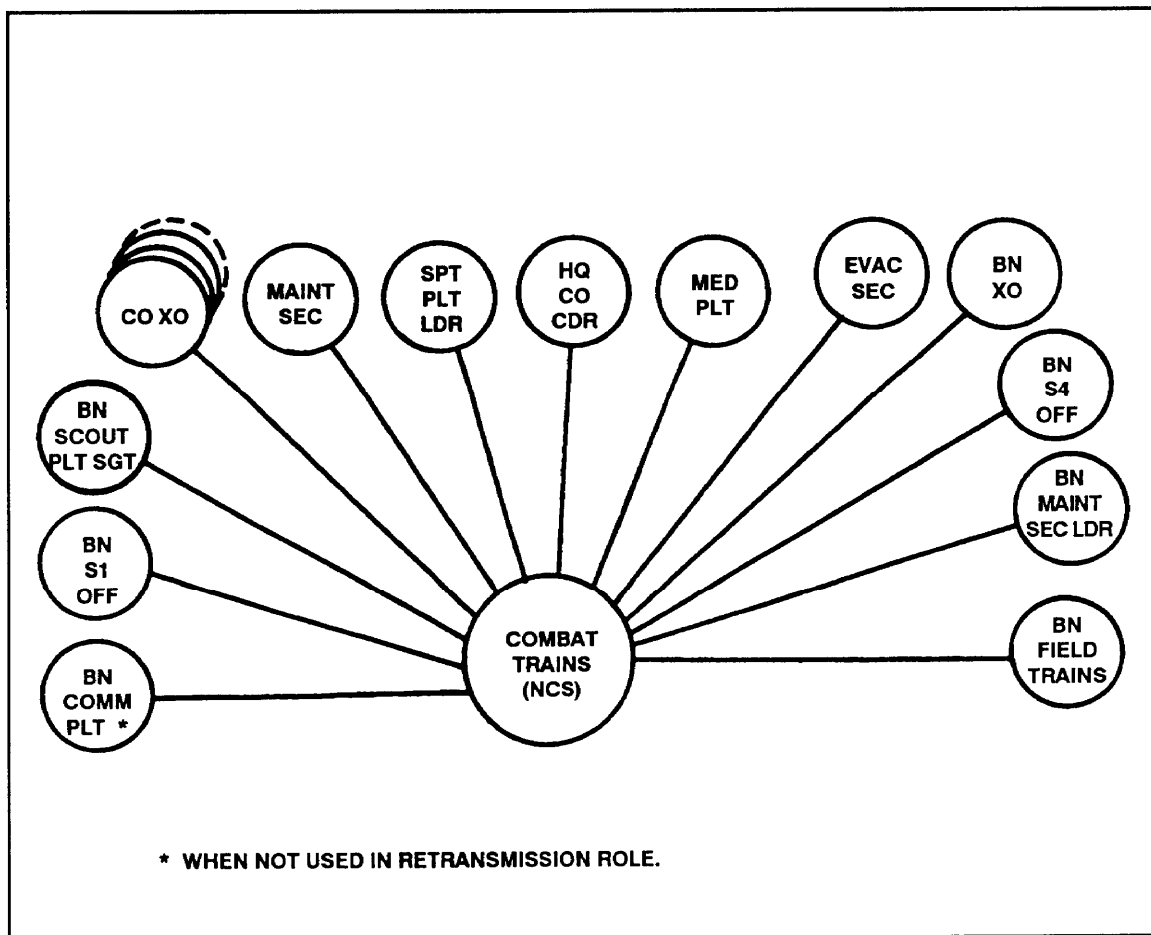 CO XO
MAINT
SEC
SPT
PLT
LDR
HQ
CO
CDR
MED
PLT
EVAC
SEC
BN
XO
BN
S4
OFF
BN
SCOUT
PLT SGT
BN
MAINT
SEC LDR
BN
S1
OFF
BN
COMM
PLT *
COMBAT
TRAINS
(NCS)
BN
FIELD
TRAINS
* WHEN NOT USED IN RETRANSMISSION ROLE.